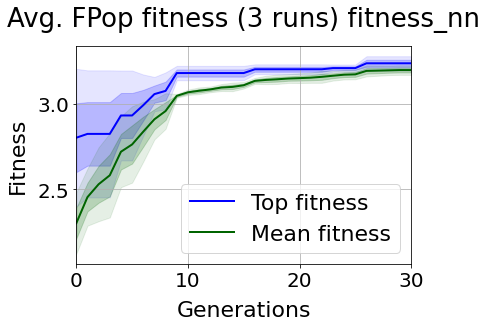 Avg. FPop fitness (3 runs) fitness_nn
Fitness
3.0
2.5
Top fitness
Mean fitness
0 10 20 30
Generations